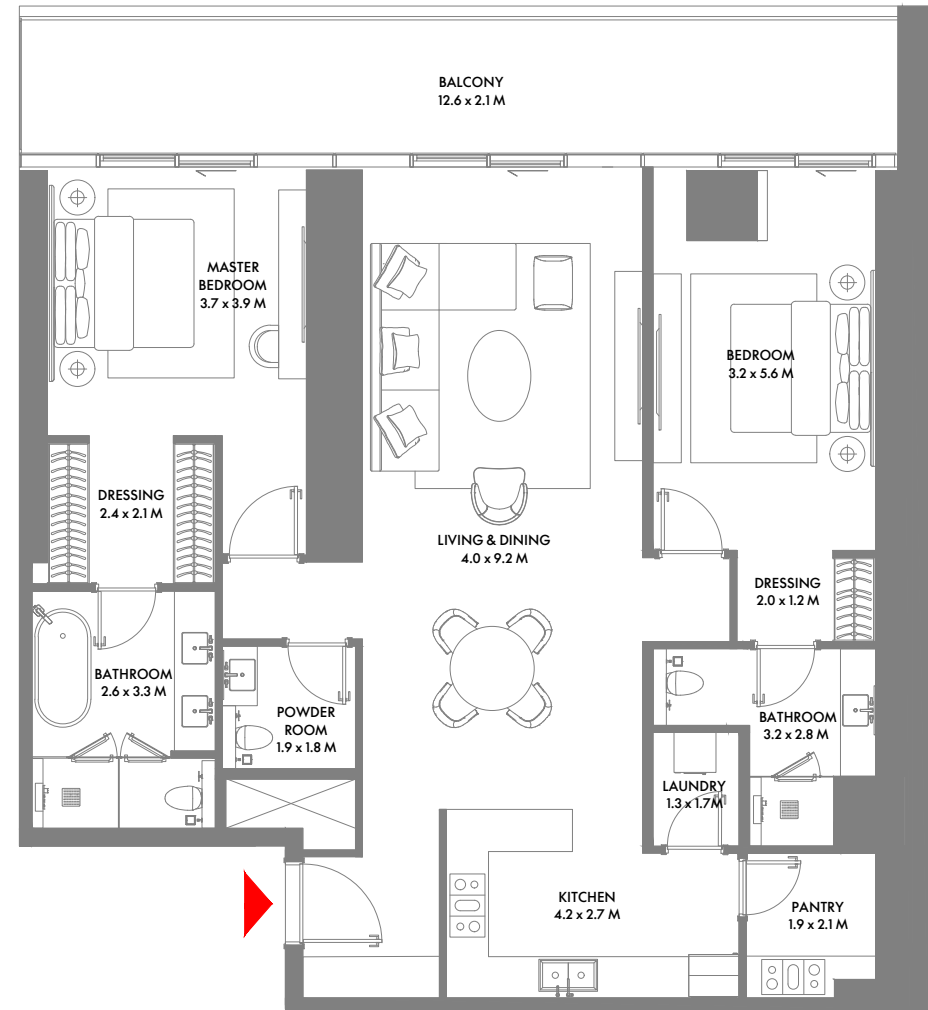 BALCONY
12.6 x 2.1 M
MASTER
BEDROOM
3.7 x 3.9 M
BEDROOM
3.2 x 5.6 M
DRESSING
2.4 x 2.1 M
LIVING & DINING
4.0 x 9.2 M
DRESSING
2.0 x 1.2 M
BATHROOM
2.6 x 3.3 M
POWDER
ROOM
1.9 x 1.8 M
BATHROOM
3.2 x 2.8 M
LAUNDRY
1.3 x 1.7M
KITCHEN
4.2 x 2.7 M
PANTRY
1.9 x 2.1 M